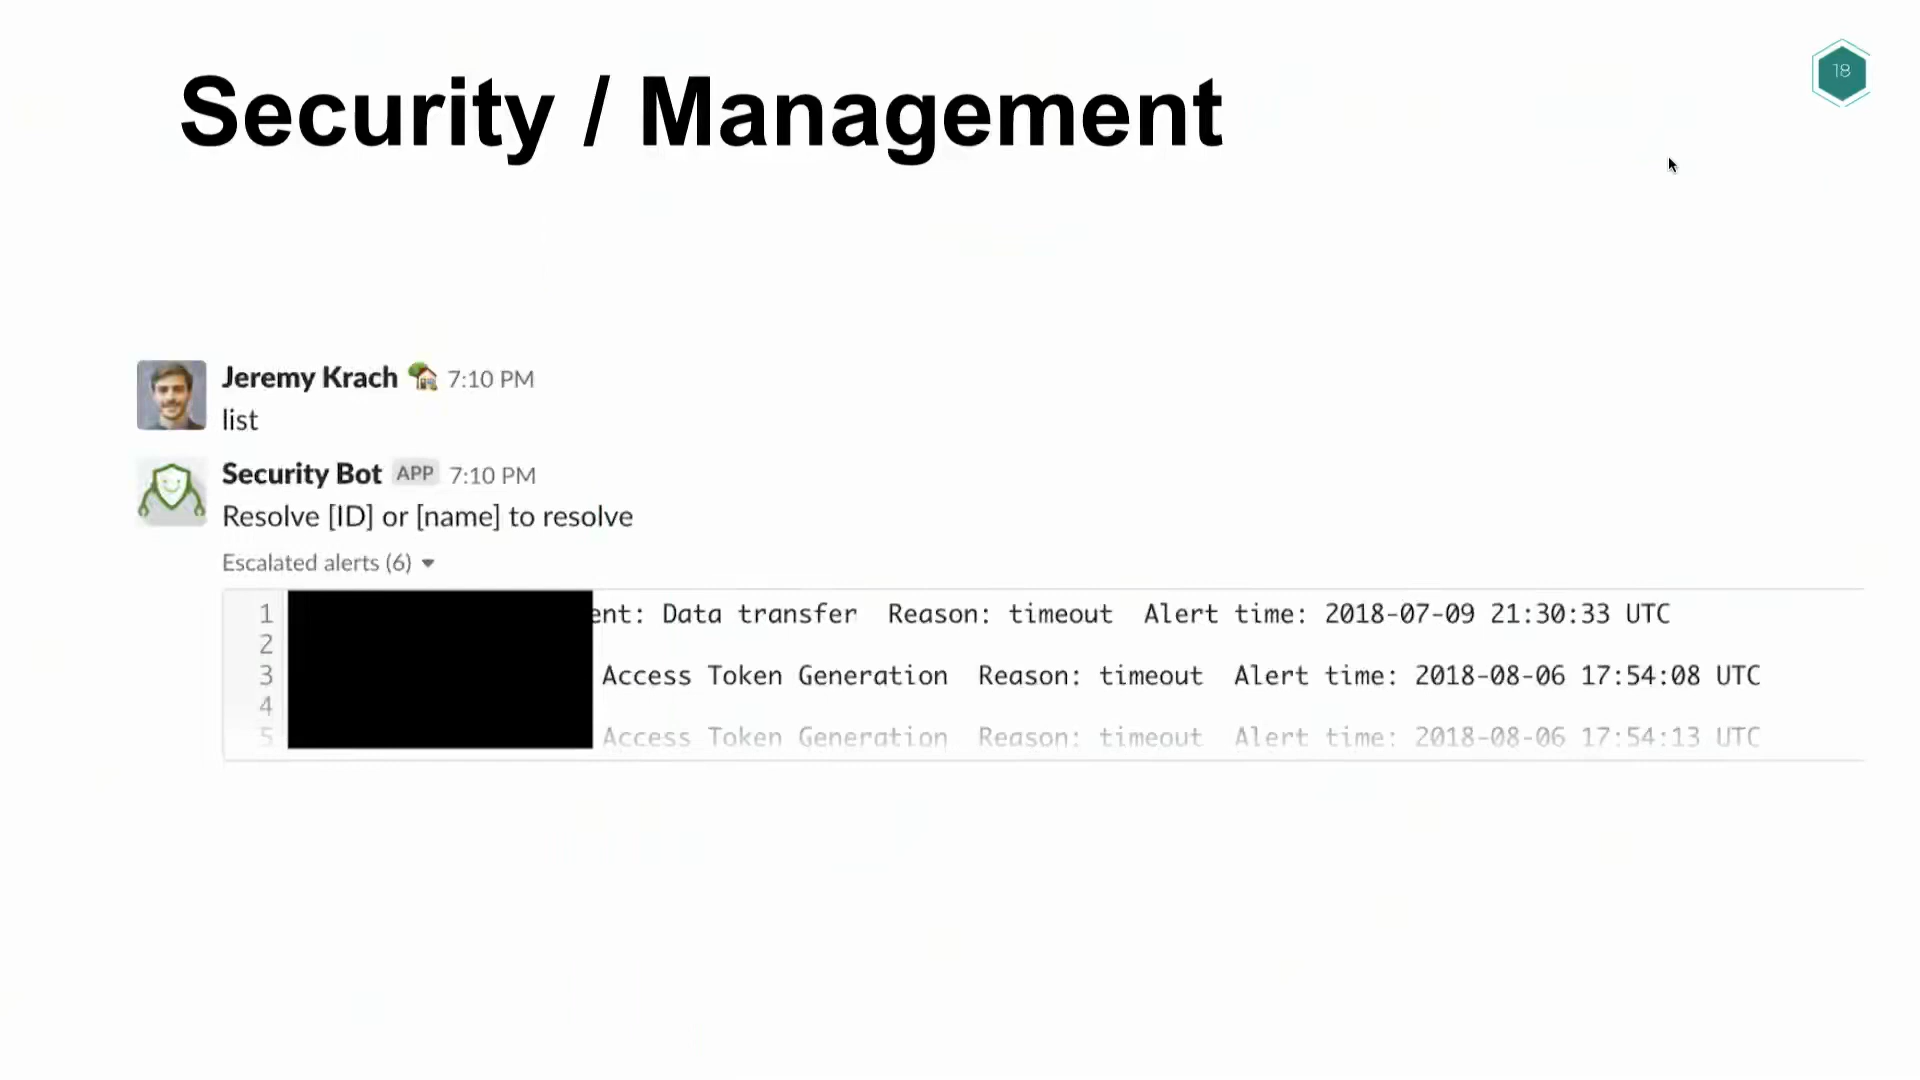 18
Security / Management
Jeremy Krach 7:10 PM
list
Security Bot APP 7:10 PM
Resolve [ID] or [name] to resolve
Escalated alerts (6)
1 ent: Data transfer Reason: timeout Alert time: 2018-07-09 21:30:33 UTC
2
3 Access Token Generation Reason: timeout Alert time: 2018-08-06 17:54:08 UTC
4
5 Access Token Generation Reason: timeout Alert time: 2018-08-06 17:54:13 UTC